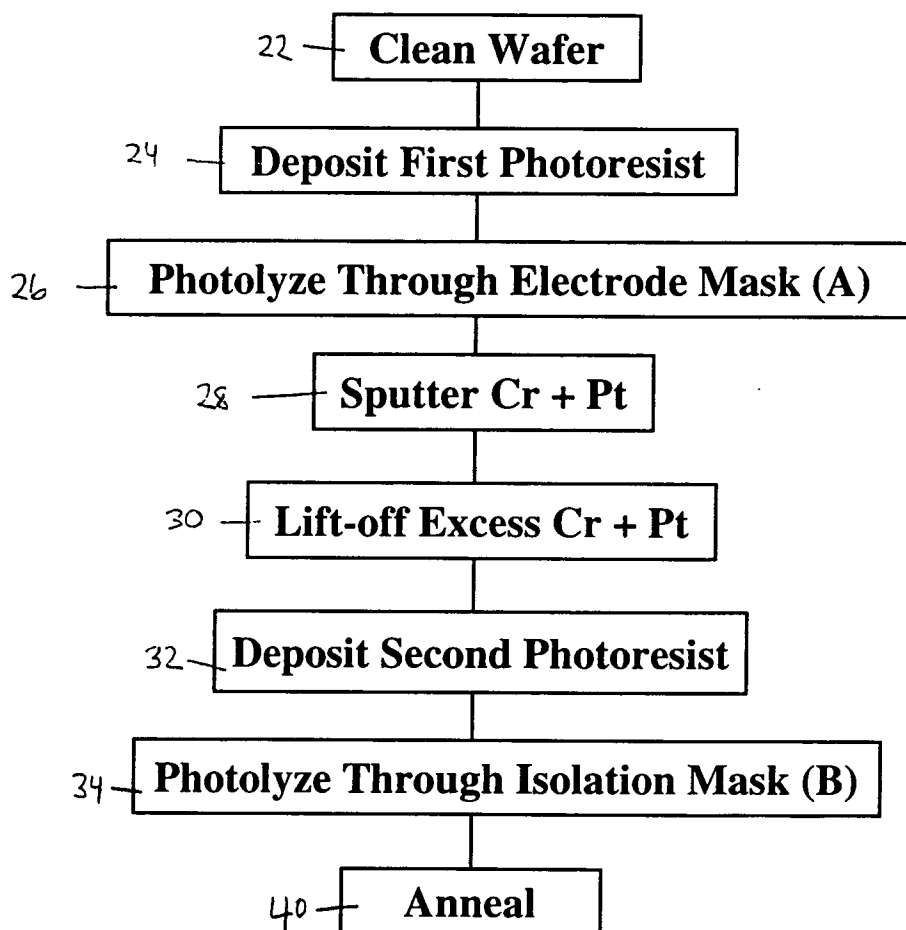 22 Clean Wafer
24 Deposit First Photoresist
26 Photolyze Through Electrode Mask (A)
28 Sputter Cr + Pt
30 Lift-off Excess Cr + Pt
32 Deposit Second Photoresist
34 Photolyze Through Isolation Mask (B)
40 Anneal